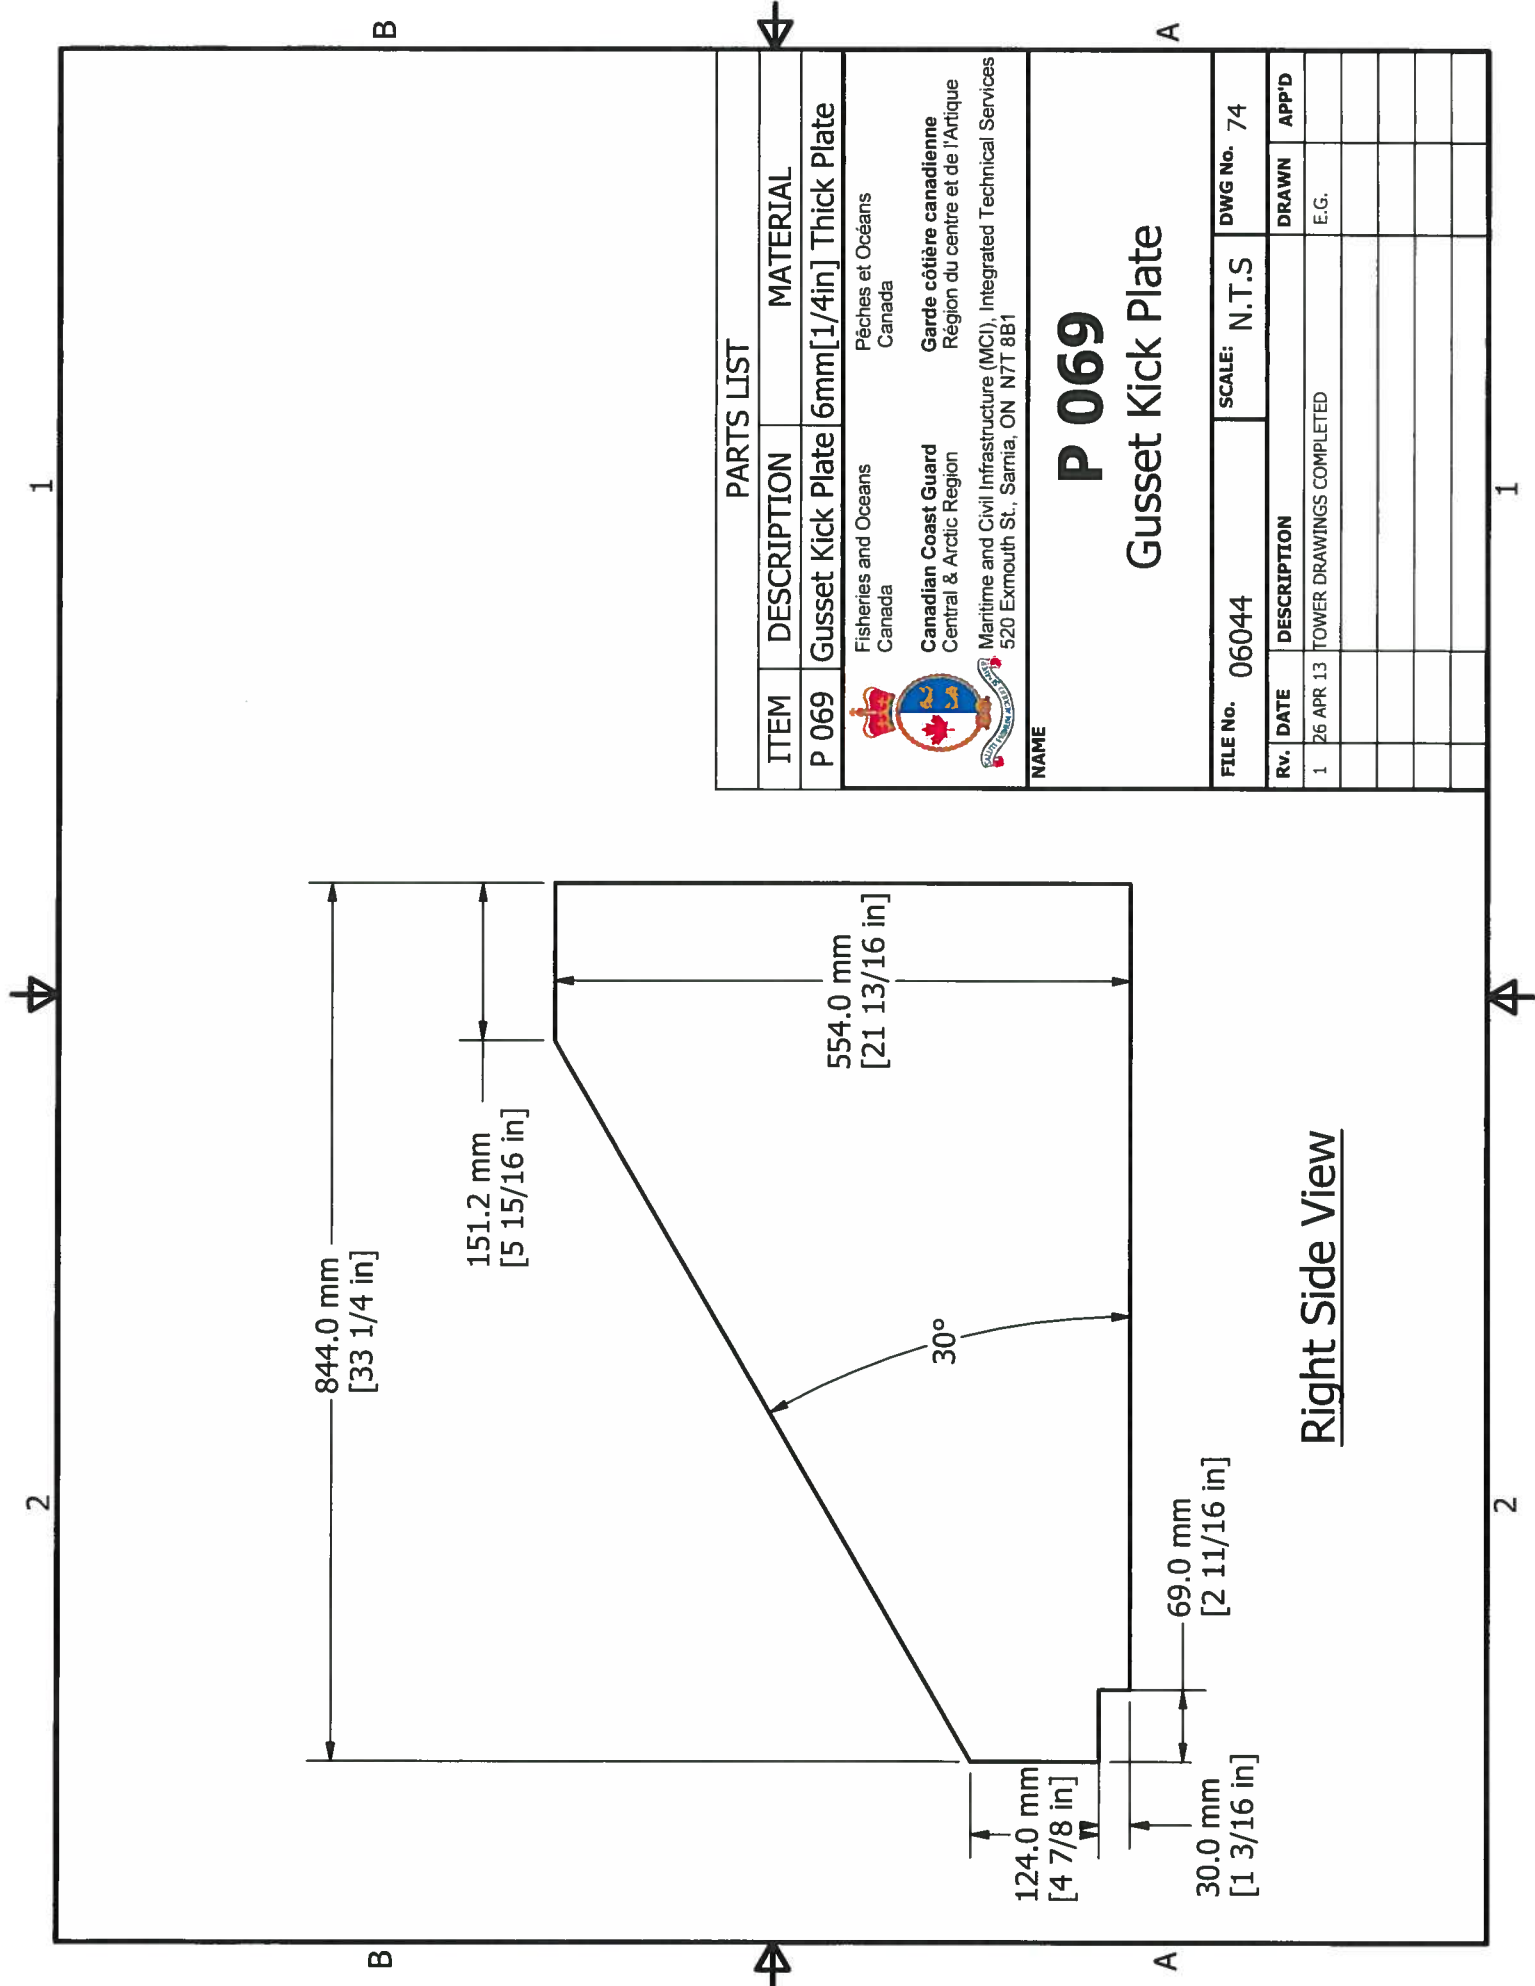 2
1
B
B
844.0 mm
[33 1/4 in]
151.2 mm
[5 15/16 in]
554.0 mm
[21 13/16 in]
30°
124.0 mm
[4 7/8 in]
69.0 mm
[2 11/16 in]
30.0 mm
[1 3/16 in]
Right Side View
PARTS LIST
ITEM DESCRIPTION MATERIAL
P 069 Gusset Kick Plate 6mm[1/4in] Thick Plate
Fisheries and Oceans Pêches et Océans
Canada Canada
Canadian Coast Guard Garde côtière canadienne
Central & Arctic Region Région du centre et de l'Artique
Maritime and Civil Infrastructure (MCI), Integrated Technical Services
520 Exmouth St., Sarnia, ON N7T 8B1
NAME
P 069
Gusset Kick Plate
FILE No. 06044 SCALE: N.T.S DWG No. 74
Rv. DATE DESCRIPTION DRAWN APP'D
1 26 APR 13 TOWER DRAWINGS COMPLETED E.G.
A
A
2
1